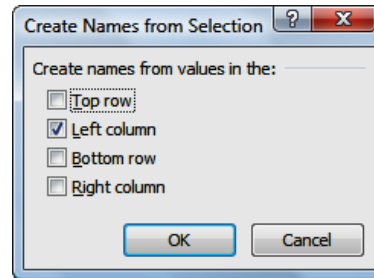 Create Names from Selection ? X
Create names from values in the:
Top row
Left column
Bottom row
Right column
OK Cancel